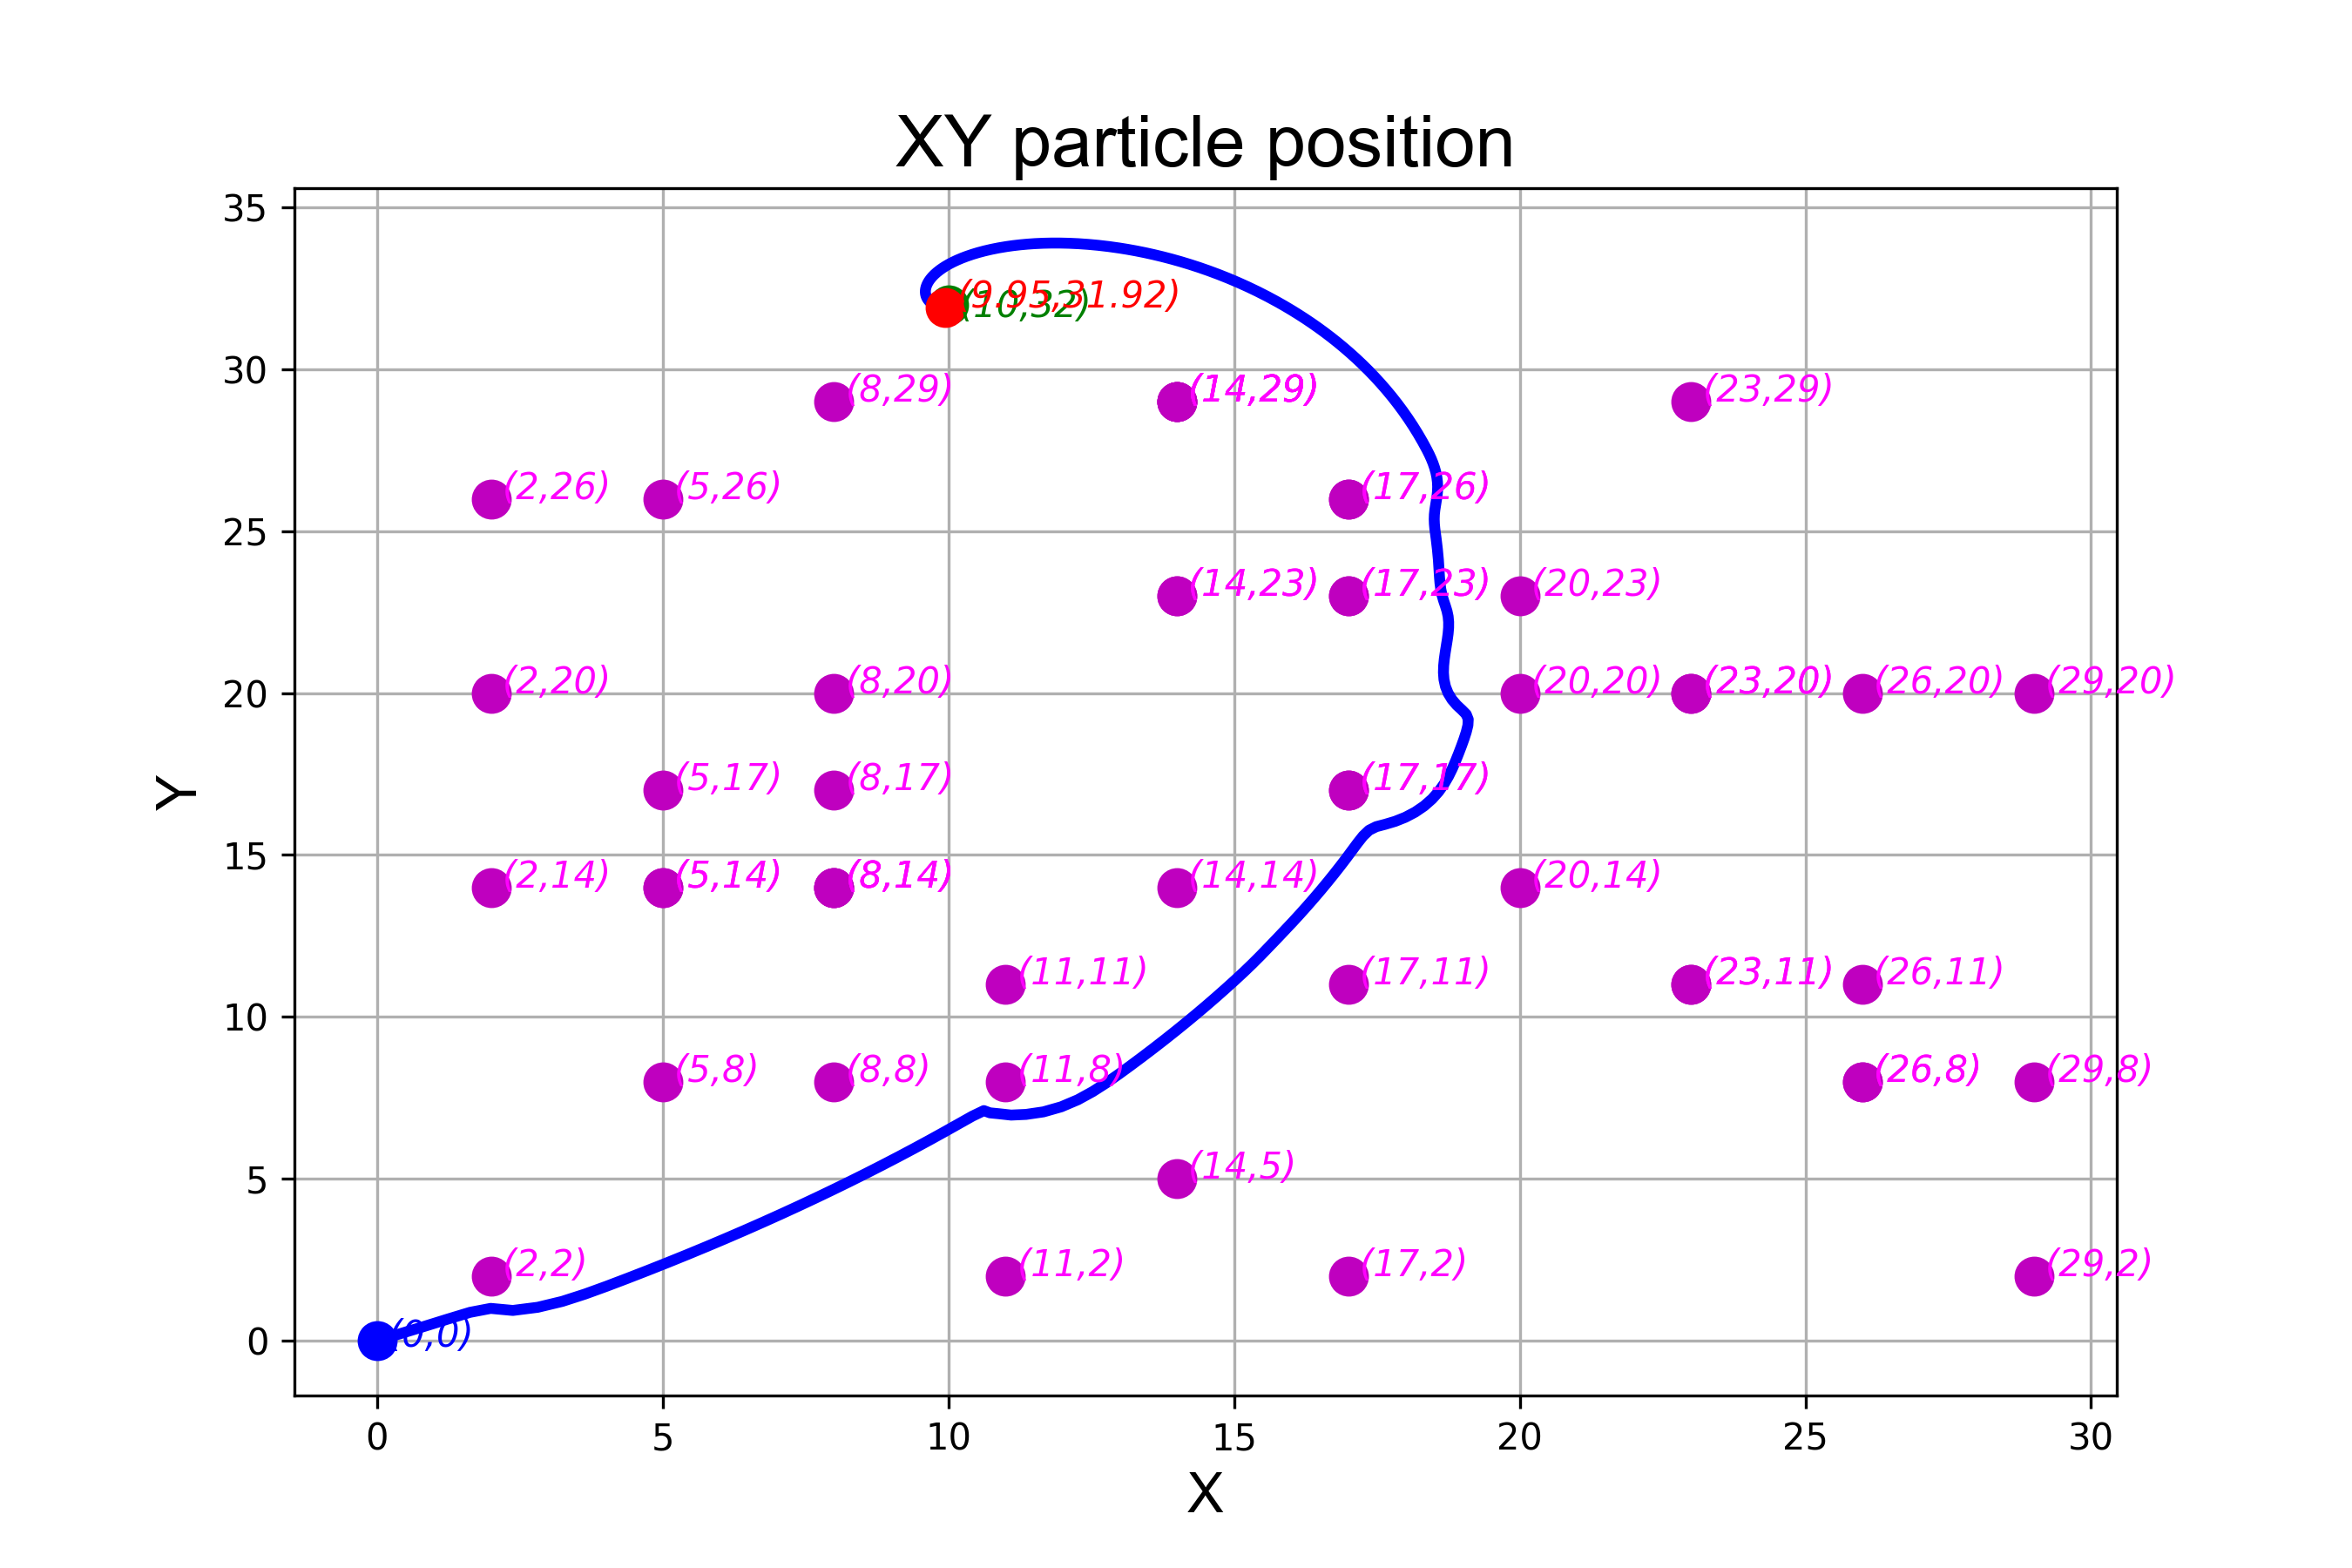 XY particle position
35
(9.95,31.92)
(10,32)
30
(8,29) (14,29) (23,29)
(2,26) (5,26) (17,26)
25
(14,23) (17,23) (20,23)
20
(2,20) (8,20) (20,20) (23,20) (26,20) (29,20)
(5,17) (8,17) (17,17)
Y
15
(2,14) (5,14) (8,14) (14,14) (20,14)
(11,11) (17,11) (23,11) (26,11)
10
(5,8) (8,8) (11,8) (26,8) (29,8)
5
(14,5)
(2,2) (11,2) (17,2) (29,2)
0
(0,0)
0 5 10 15 20 25 30
X